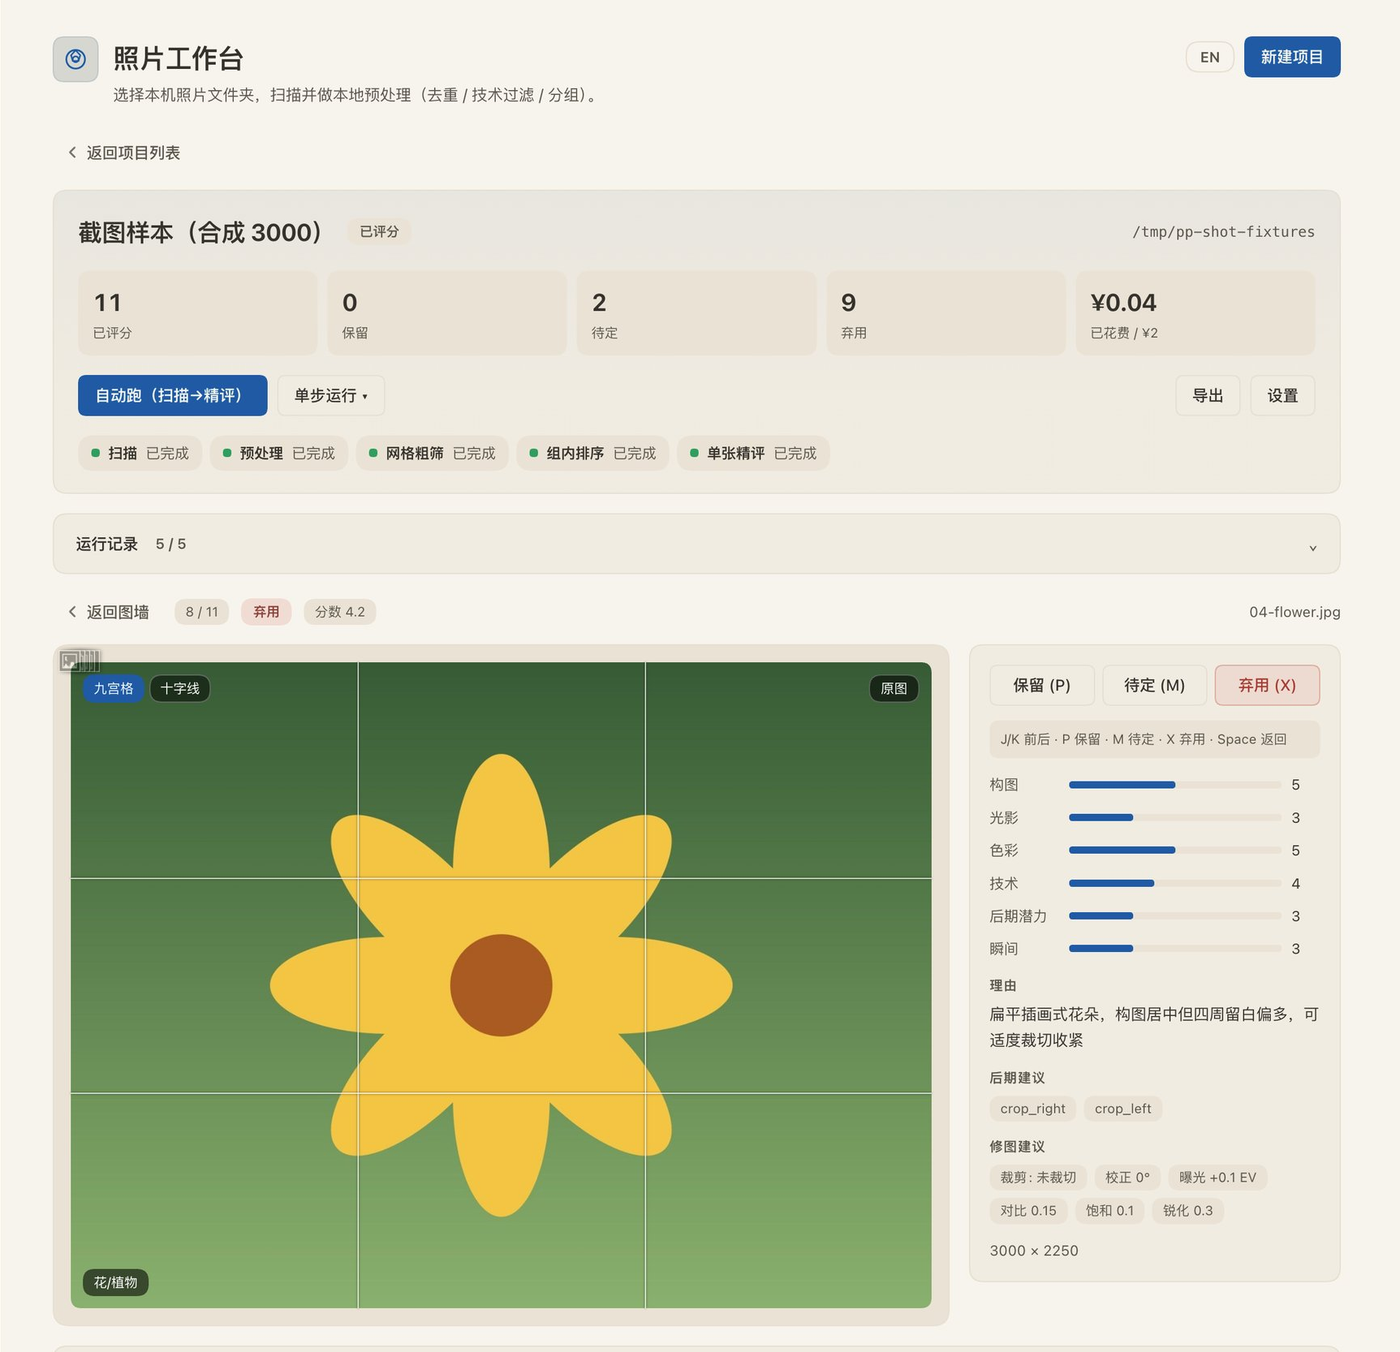 照片工作台
EN
新建项目
选择本机照片文件夹，扫描并做本地预处理（去重 / 技术过滤 / 分组）。
返回项目列表
截图样本（合成 3000）
已评分
/tmp/pp-shot-fixtures
11
已评分
0
保留
2
待定
9
弃用
¥0.04
已花费 / ¥2
自动跑（扫描→精评）
单步运行 ▾
导出
设置
扫描 已完成
预处理 已完成
网格粗筛 已完成
组内排序 已完成
单张精评 已完成
运行记录 5 / 5
返回图墙
8 / 11
弃用
分数 4.2
04-flower.jpg
九宫格
十字线
原图
花/植物
保留 (P)
待定 (M)
弃用 (X)
J/K 前后 · P 保留 · M 待定 · X 弃用 · Space 返回
构图 5
光影 3
色彩 5
技术 4
后期潜力 3
瞬间 3
理由
扁平插画式花朵，构图居中但四周留白偏多，可
适度裁切收紧
后期建议
crop_right
crop_left
修图建议
裁剪: 未裁切
校正 0°
曝光 +0.1 EV
对比 0.15
饱和 0.1
锐化 0.3
3000 × 2250